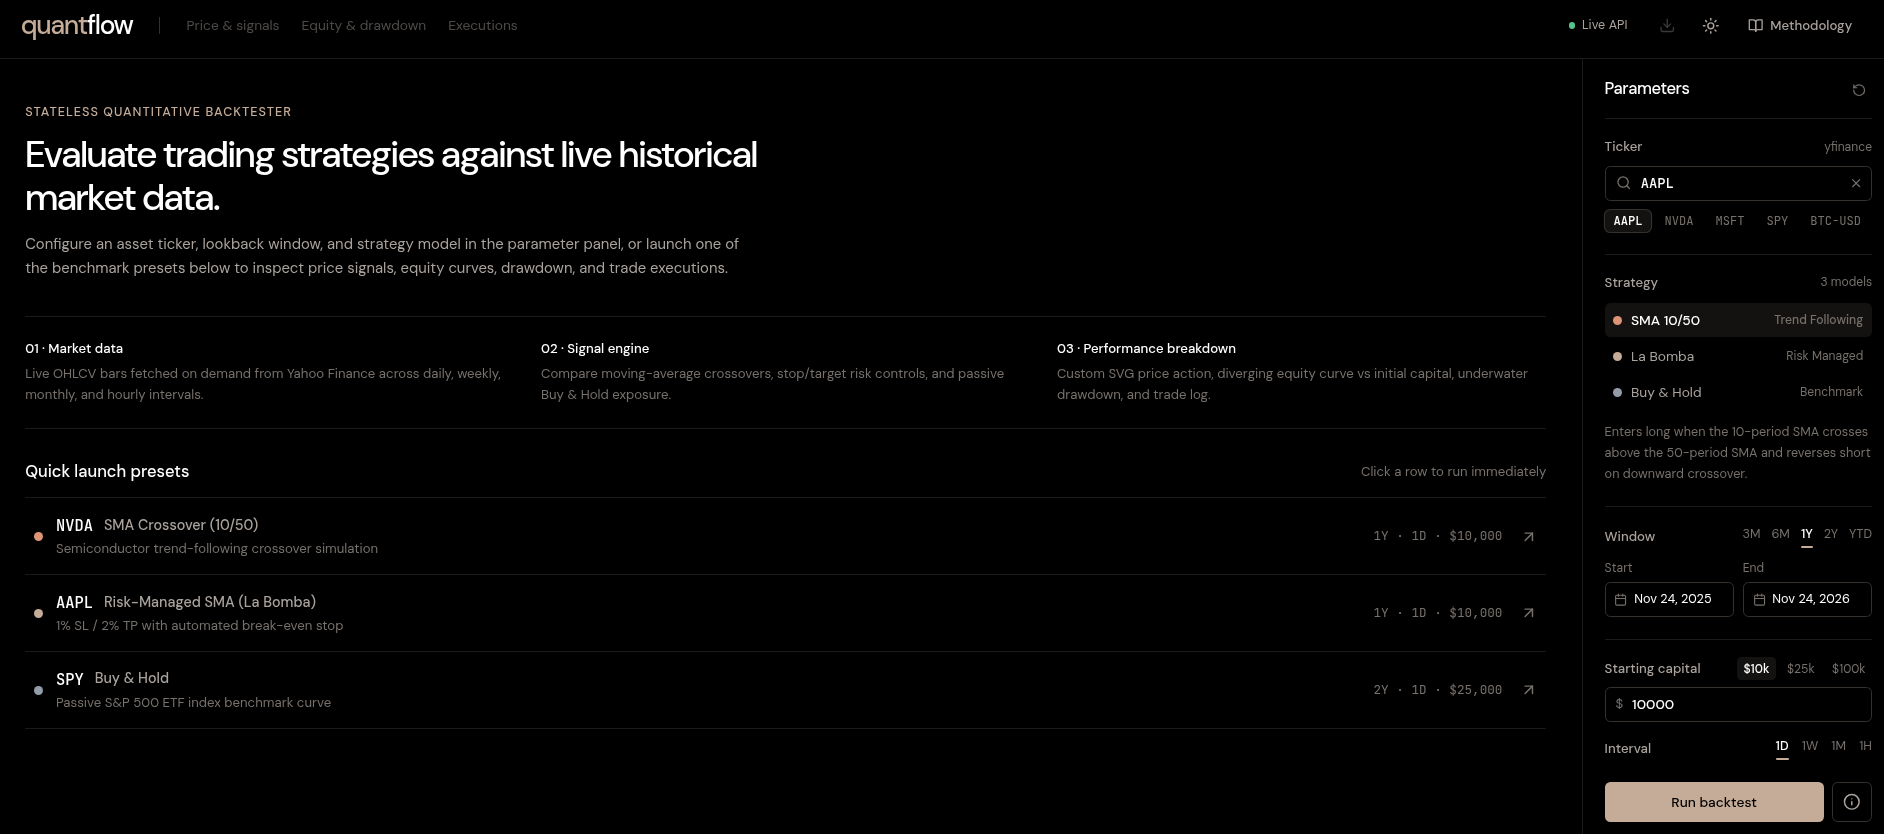 quantflow
Price & signals
Equity & drawdown
Executions
Live API
Methodology
STATELESS QUANTITATIVE BACKTESTER
Evaluate trading strategies against live historical
market data.
Configure an asset ticker, lookback window, and strategy model in the parameter panel, or launch one of
the benchmark presets below to inspect price signals, equity curves, drawdown, and trade executions.
01 · Market data
Live OHLCV bars fetched on demand from Yahoo Finance across daily, weekly,
monthly, and hourly intervals.
02 · Signal engine
Compare moving-average crossovers, stop/target risk controls, and passive
Buy & Hold exposure.
03 · Performance breakdown
Custom SVG price action, diverging equity curve vs initial capital, underwater
drawdown, and trade log.
Quick launch presets
Click a row to run immediately
NVDA SMA Crossover (10/50)
Semiconductor trend-following crossover simulation
1Y · 1D · $10,000
AAPL Risk-Managed SMA (La Bomba)
1% SL / 2% TP with automated break-even stop
1Y · 1D · $10,000
SPY Buy & Hold
Passive S&P 500 ETF index benchmark curve
2Y · 1D · $25,000
Parameters
Ticker yfinance
AAPL
AAPL NVDA MSFT SPY BTC-USD
Strategy 3 models
SMA 10/50 Trend Following
La Bomba Risk Managed
Buy & Hold Benchmark
Enters long when the 10-period SMA crosses
above the 50-period SMA and reverses short
on downward crossover.
Window 3M 6M 1Y 2Y YTD
Start End
Nov 24, 2025 Nov 24, 2026
Starting capital $10k $25k $100k
$ 10000
Interval 1D 1W 1M 1H
Run backtest